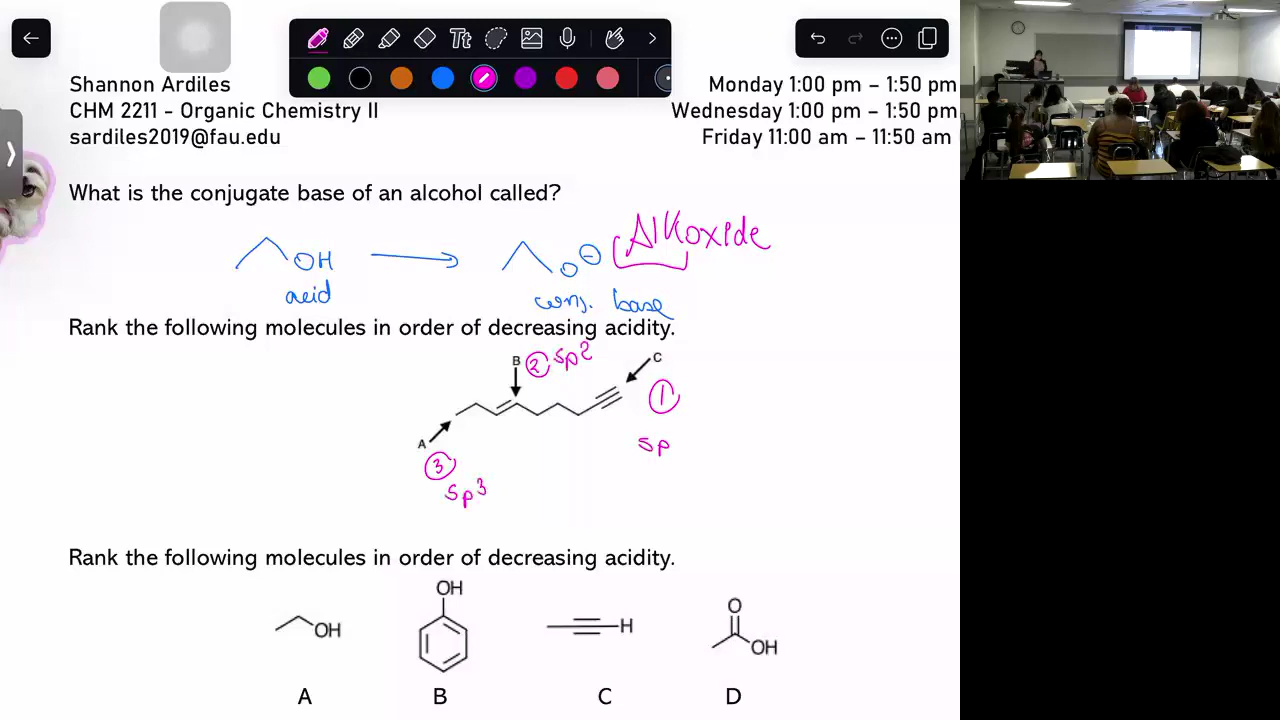 Shannon Ardiles
CHM 2211 - Organic Chemistry II
sardiles2019@fau.edu
Monday 1:00 pm – 1:50 pm
Wednesday 1:00 pm – 1:50 pm
Friday 11:00 am – 11:50 am
Tt
What is the conjugate base of an alcohol called?
OH
acid
O⊖
conj. base
Alkoxide
Rank the following molecules in order of decreasing acidity.
B ② sp2
C
①
sp
A
③
sp3
Rank the following molecules in order of decreasing acidity.
OH
OH
H
O
OH
A B C D